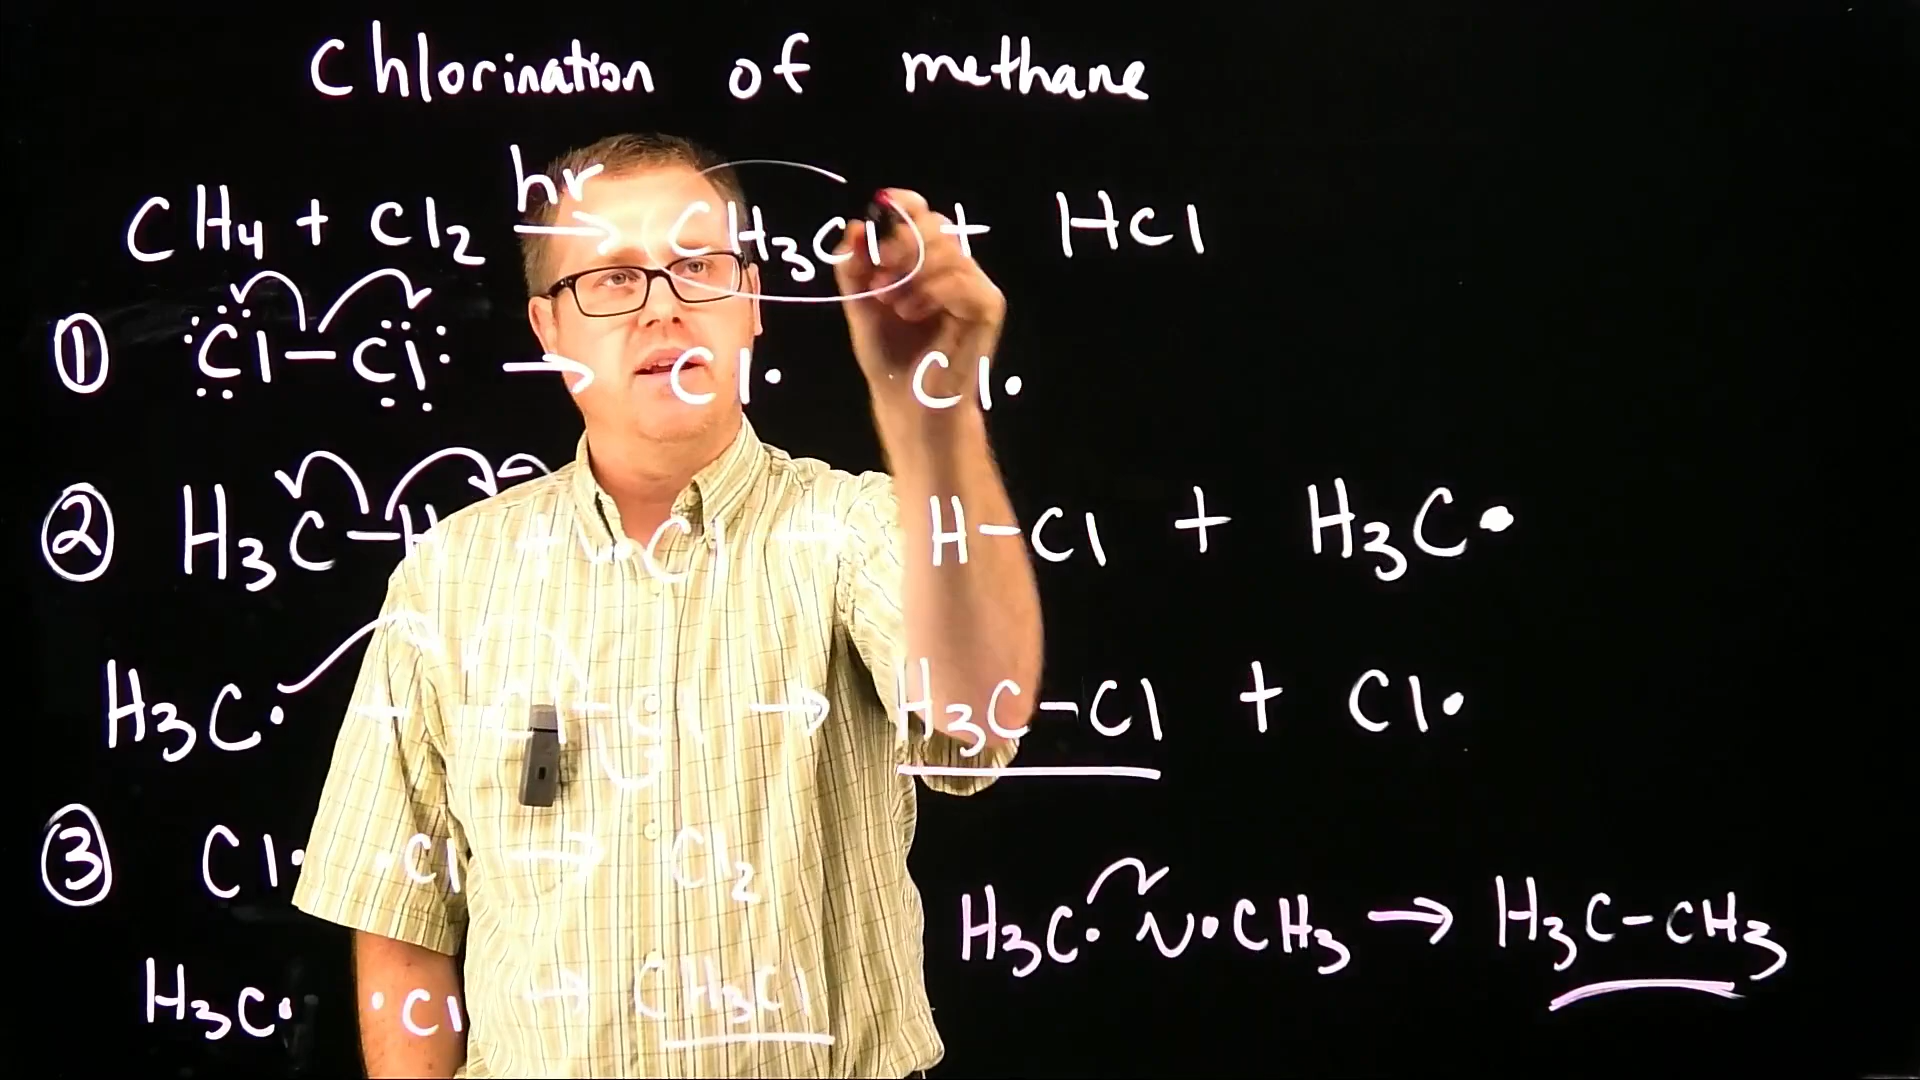 Chlorination of methane
CH4 + Cl2 hν → CH3Cl + HCl
① :Cl—Cl: → Cl• Cl•
② H3C—H + •Cl → H—Cl + H3C•
H3C• + Cl—Cl → H3C—Cl + Cl•
③ Cl• •Cl → Cl2
H3C• •CH3 → H3C—CH3
H3C• •Cl → CH3Cl